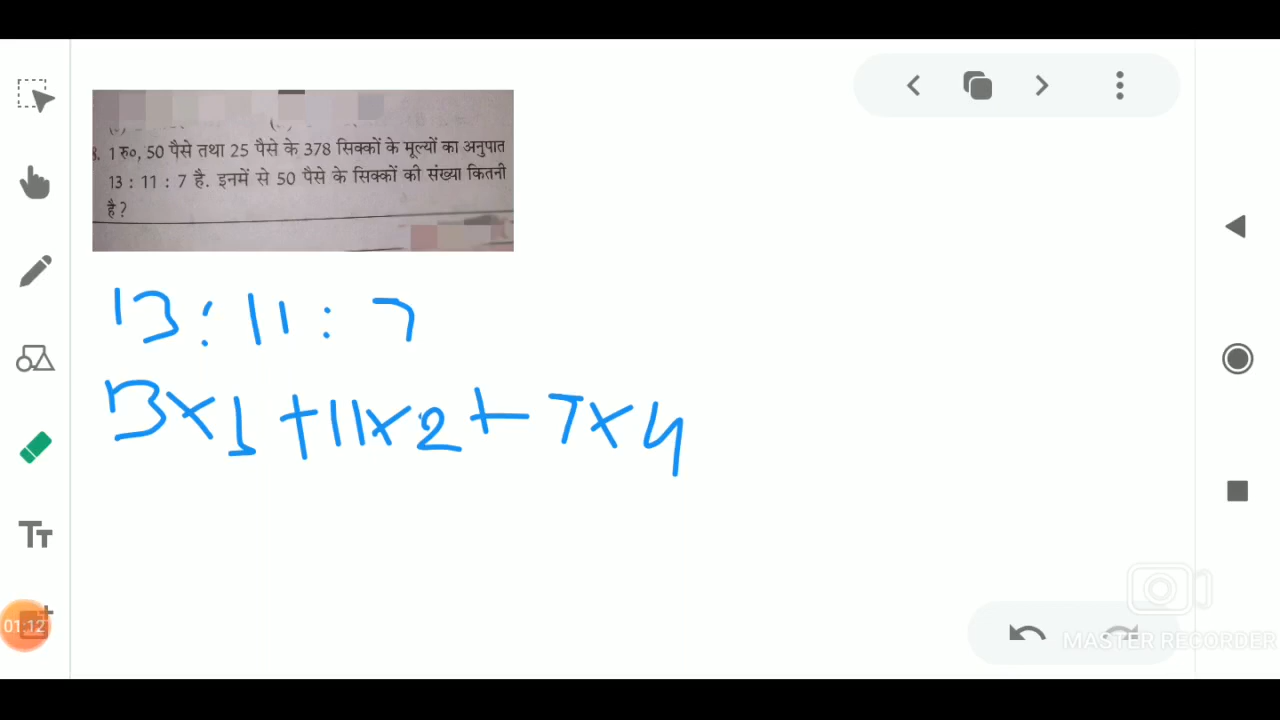 8. 1 रु०, 50 पैसे तथा 25 पैसे के 378 सिक्कों के मूल्यों का अनुपात
13 : 11 : 7 है. इनमें से 50 पैसे के सिक्कों की संख्या कितनी
है ?
13 : 11 : 7
13×1+11×2+7×4
Tт
01:12
MASTER RECORDER